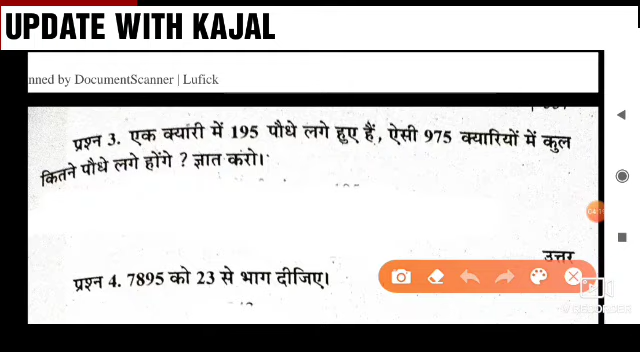 UPDATE WITH KAJAL
nned by DocumentScanner | Lufick
प्रश्न 3. एक क्यांरी में 195 पौधे लगे हुए हैं, ऐसी 975 क्यारियों में कुल
कितने पौधे लगे होंगे ? ज्ञात करो।
उत्तर
प्रश्न 4. 7895 को 23 से भाग दीजिए।